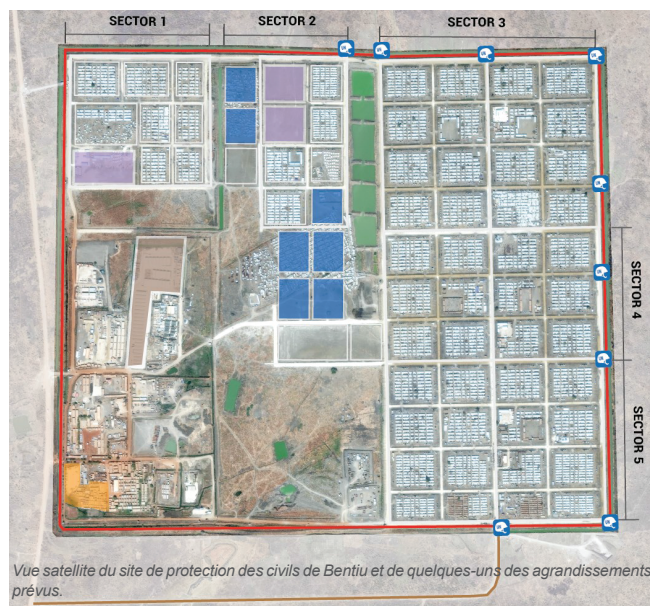 SECTOR 1
SECTOR 2
SECTOR 3
SECTOR 4
SECTOR 5
Vue satellite du site de protection des civils de Bentiu et de quelques-uns des agrandissements
prévus.